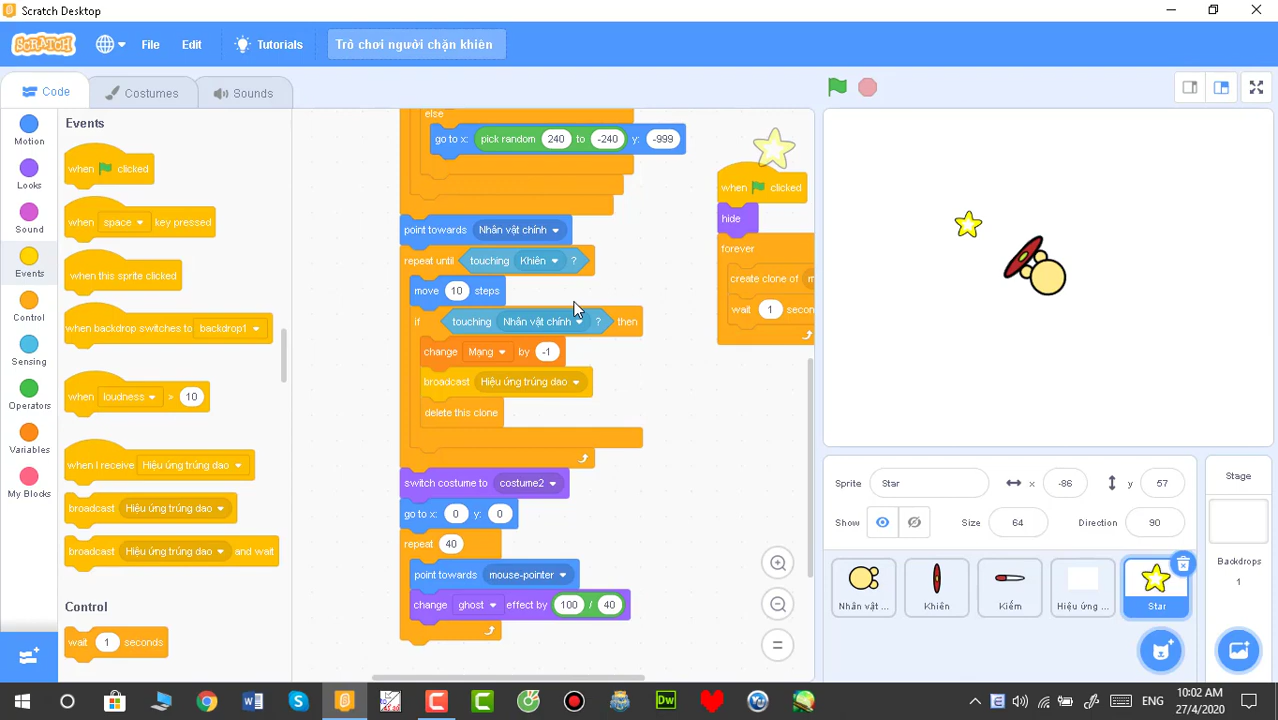 Scratch Desktop
SCRATCH
File
Edit
Tutorials
Trò chơi người chặn khiên
Code
Costumes
Sounds
Motion
Looks
Sound
Events
Control
Sensing
Operators
Variables
My Blocks
Events
when clicked
when space key pressed
when this sprite clicked
when backdrop switches to backdrop1
when loudness > 10
when I receive Hiệu ứng trúng dao
broadcast Hiệu ứng trúng dao
broadcast Hiệu ứng trúng dao and wait
Control
wait 1 seconds
else
go to x: pick random 240 to -240 y: -999
point towards Nhân vật chính
repeat until touching Khiên ?
move 10 steps
if touching Nhân vật chính ? then
change Mạng by -1
broadcast Hiệu ứng trúng dao
delete this clone
switch costume to costume2
go to x: 0 y: 0
repeat 40
point towards mouse-pointer
change ghost effect by 100 / 40
when clicked
hide
forever
create clone of m
wait 1 secon
Sprite Star x -86 y 57
Show Size 64 Direction 90
Nhân vật ...
Khiên
Kiếm
Hiệu ứng ...
Star
Stage
Backdrops
1
Dw
ENG
10:02 AM
27/4/2020